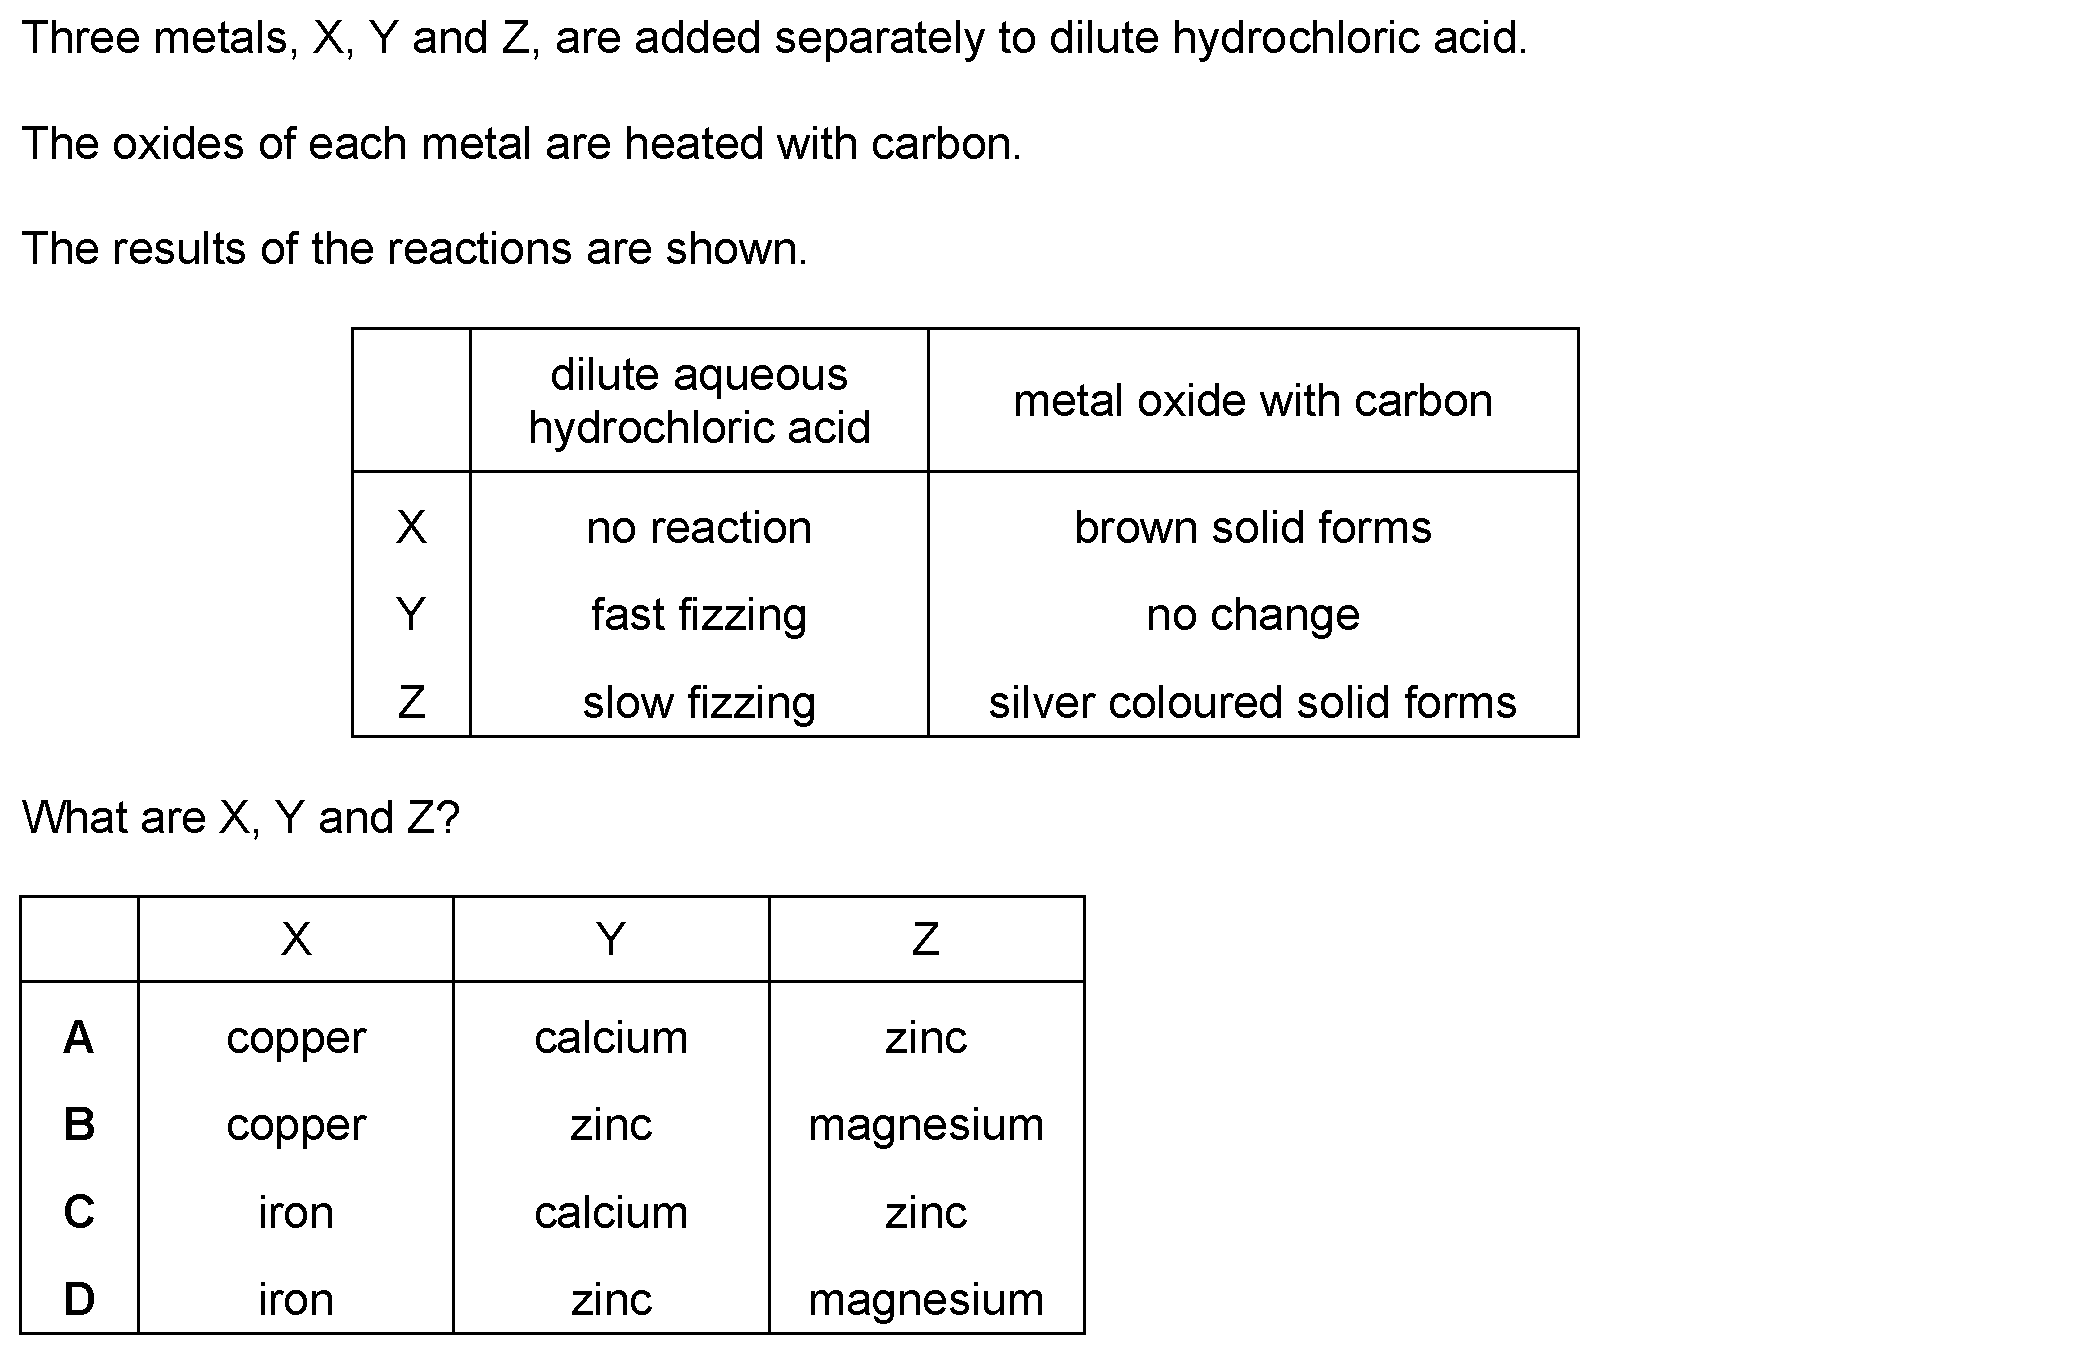 Three metals, X, Y and Z, are added separately to dilute hydrochloric acid.
The oxides of each metal are heated with carbon.
The results of the reactions are shown.
dilute aqueous
hydrochloric acid
metal oxide with carbon
X no reaction brown solid forms
Y fast fizzing no change
Z slow fizzing silver coloured solid forms
What are X, Y and Z?
X Y Z
A copper calcium zinc
B copper zinc magnesium
C iron calcium zinc
D iron zinc magnesium